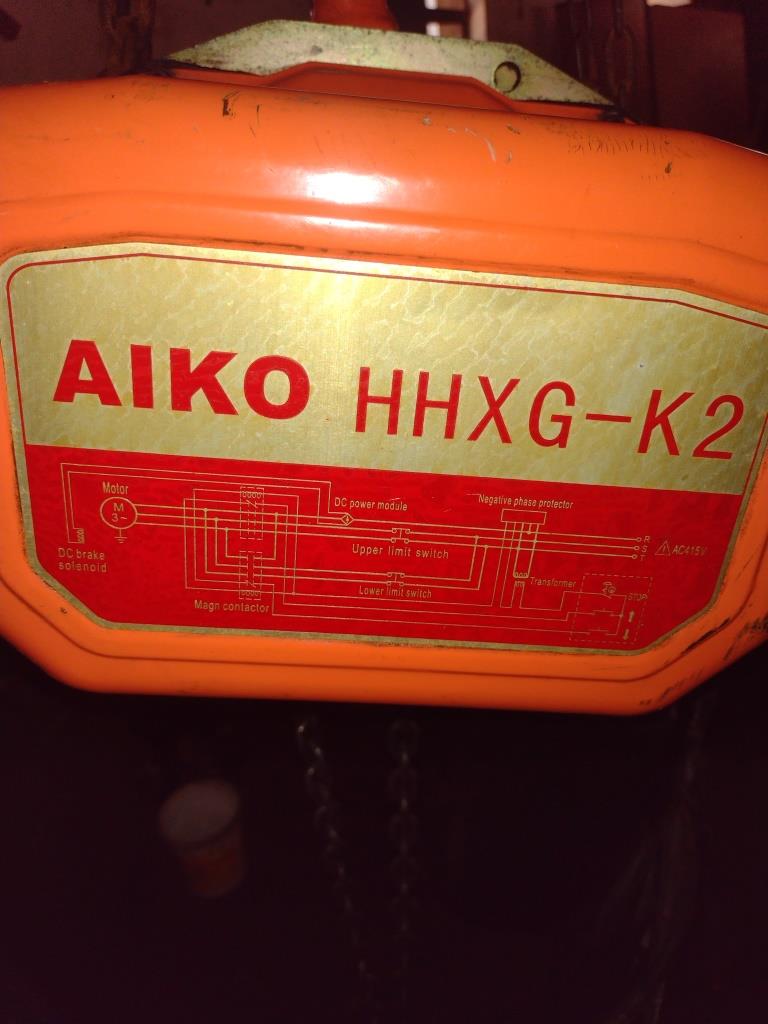 AIKO HHXG-K2
Motor
M
3~
DC power module
Negative phase protector
DC brake
solenoid
Upper limit switch
R
S
T
AC415V
Lower limit switch
Transformer
STOP
Magn contactor